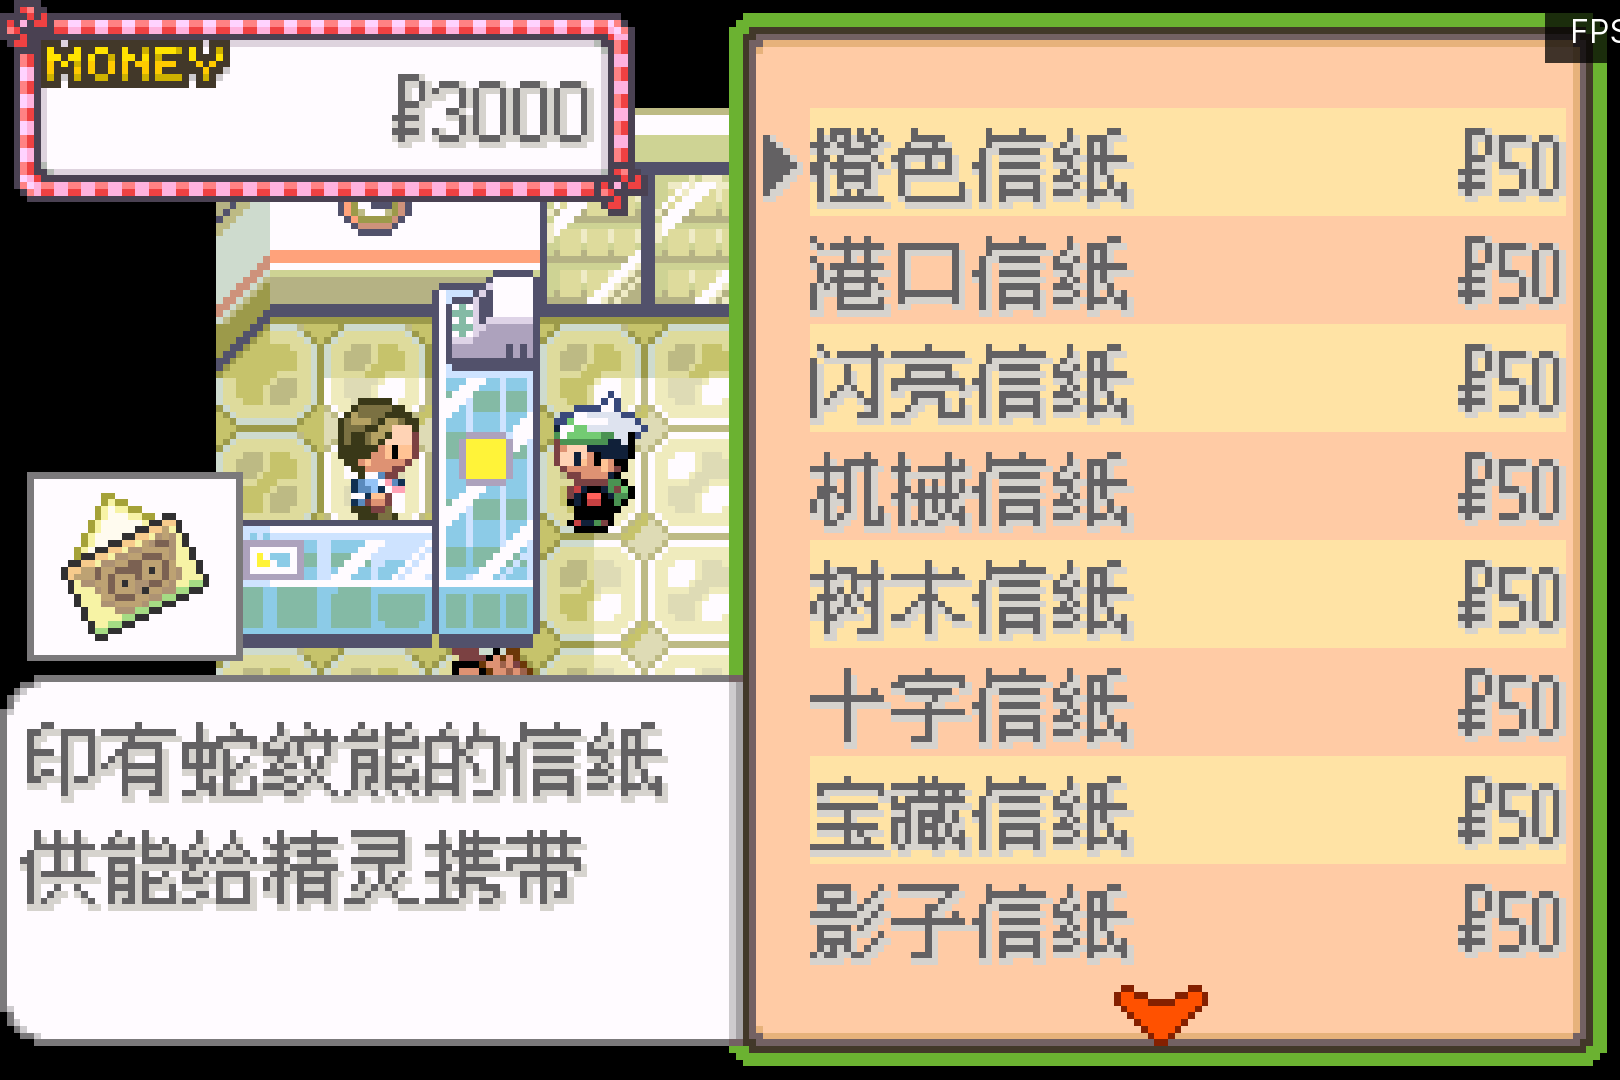 MONEY
₽3000
FPS
橙色信纸 ₽50
港口信纸 ₽50
闪亮信纸 ₽50
机械信纸 ₽50
树木信纸 ₽50
十字信纸 ₽50
宝藏信纸 ₽50
影子信纸 ₽50
印有蛇纹熊的信纸
供能给精灵携带